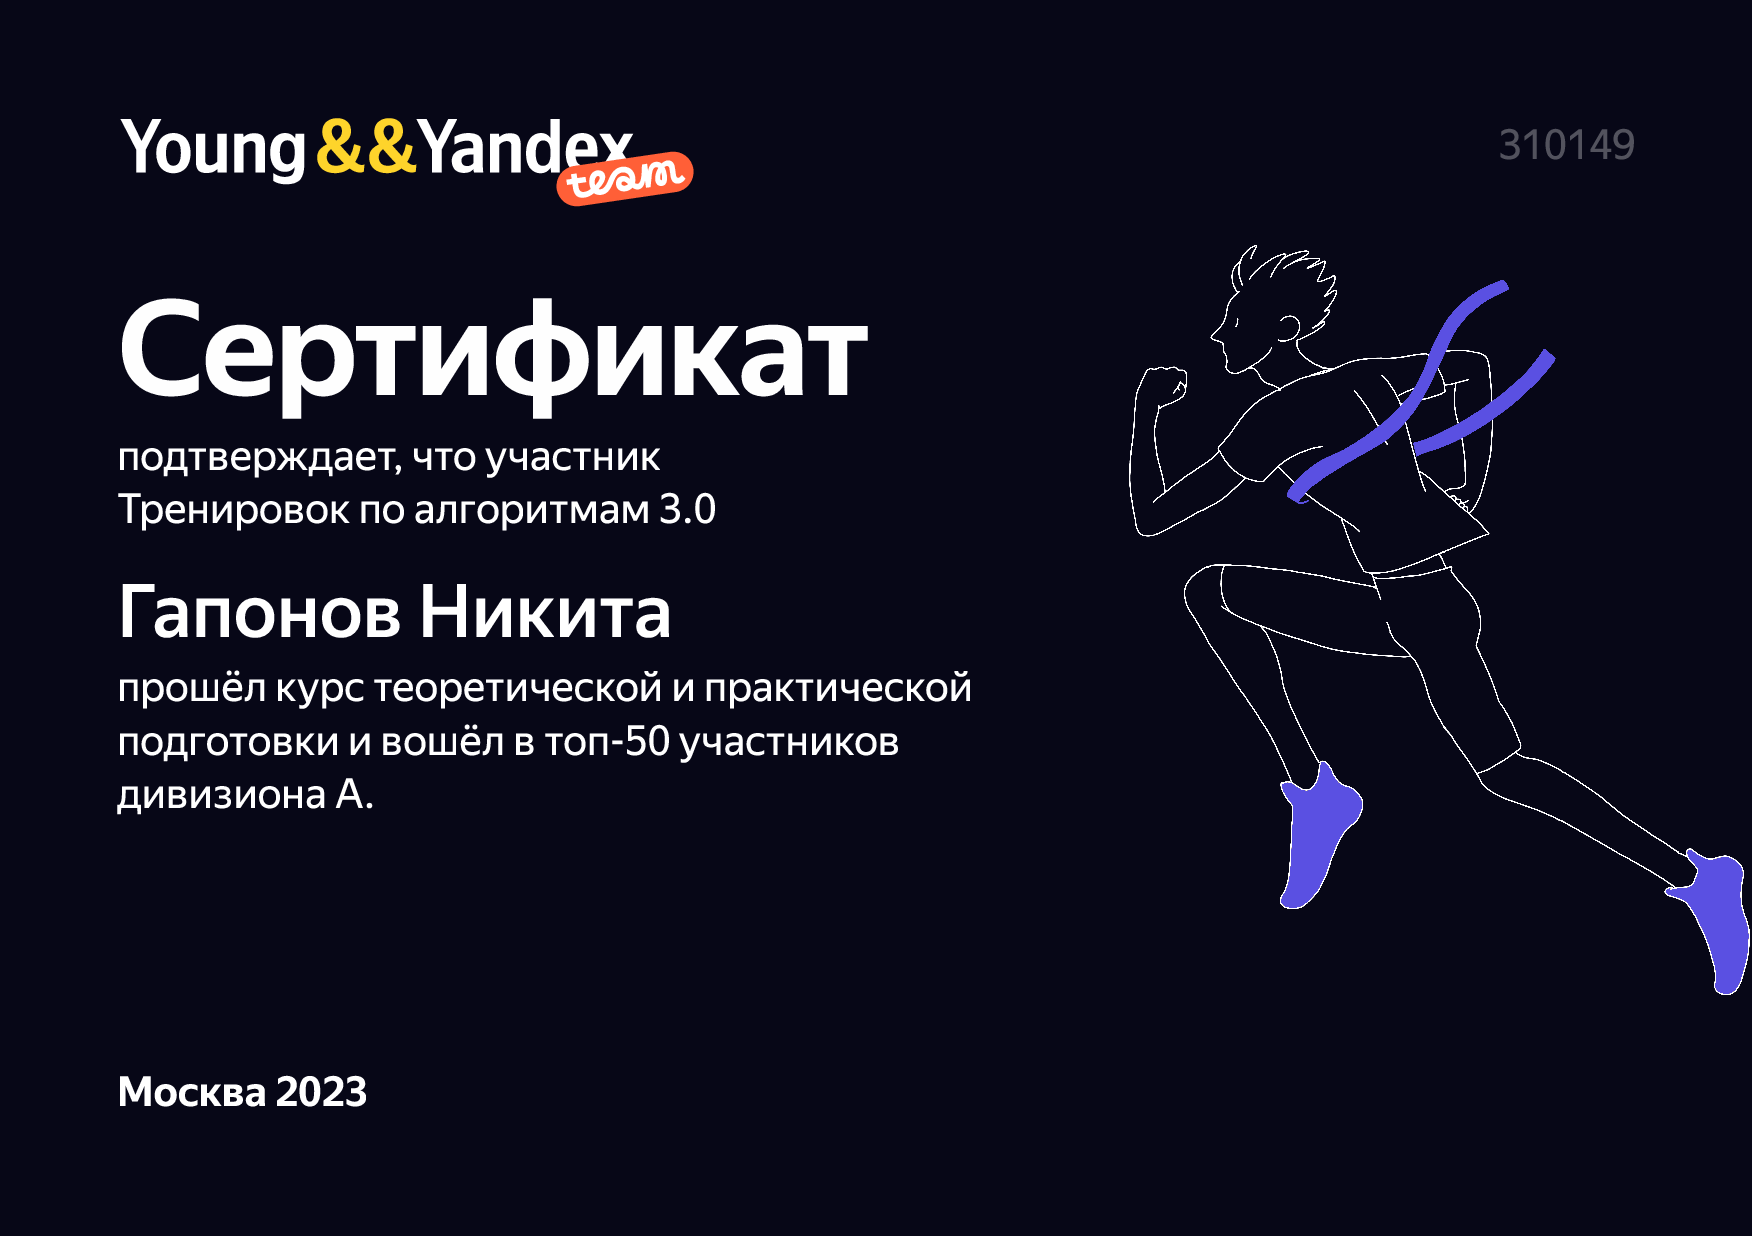 Young && Yandex
team
310149
Сертификат
подтверждает, что участник
Тренировок по алгоритмам 3.0
Гапонов Никита
прошёл курс теоретической и практической
подготовки и вошёл в топ-50 участников
дивизиона А.
Москва 2023